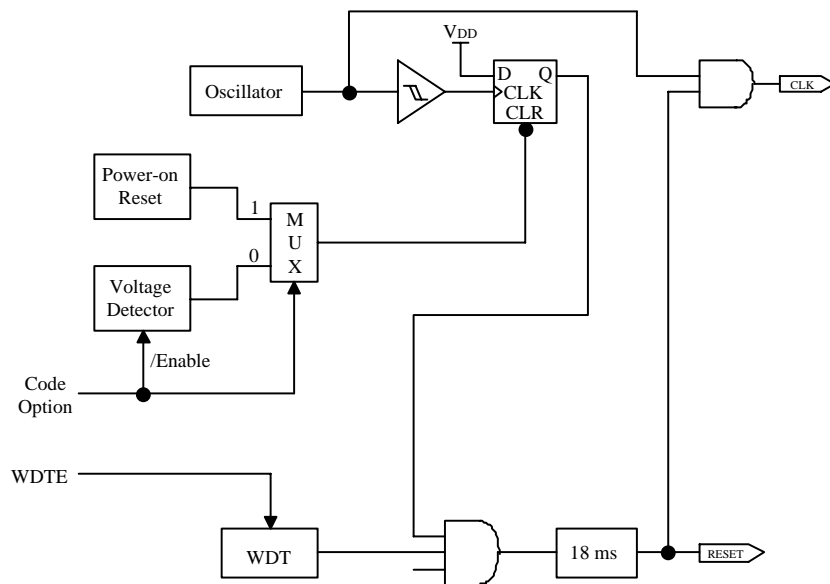 VDD
Oscillator
D Q
CLK
CLR
CLK
Power-on
Reset
1
M
U
X
0
Voltage
Detector
/Enable
Code
Option
WDTE
WDT
18 ms
RESET